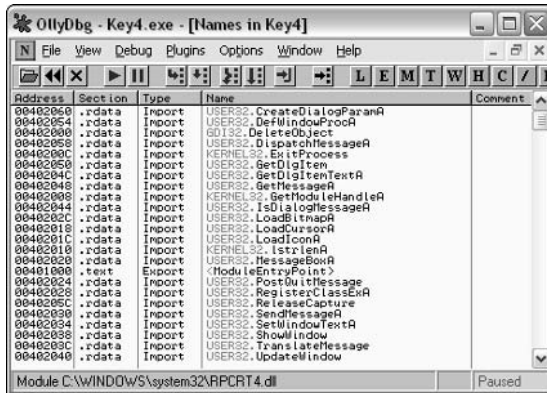 OllyDbg - Key4.exe - [Names in Key4]
N File View Debug Plugins Options Window Help
L E M T W H C /
Address Section Type Name Comment
00402060 .rdata Import USER32.CreateDialogParamA
00402054 .rdata Import USER32.DefWindowProcA
00402000 .rdata Import GDI32.DeleteObject
00402058 .rdata Import USER32.DispatchMessageA
0040200C .rdata Import KERNEL32.ExitProcess
00402050 .rdata Import USER32.GetDlgItem
0040204C .rdata Import USER32.GetDlgItemTextA
00402048 .rdata Import USER32.GetMessageA
00402008 .rdata Import KERNEL32.GetModuleHandleA
00402044 .rdata Import USER32.IsDialogMessageA
0040202C .rdata Import USER32.LoadBitmapA
00402018 .rdata Import USER32.LoadCursorA
0040201C .rdata Import USER32.LoadIconA
00402010 .rdata Import KERNEL32.lstrlenA
00402020 .rdata Import USER32.MessageBoxA
00401000 .text Export <ModuleEntryPoint>
00402024 .rdata Import USER32.PostQuitMessage
00402028 .rdata Import USER32.RegisterClassExA
0040205C .rdata Import USER32.ReleaseCapture
00402030 .rdata Import USER32.SendMessageA
00402034 .rdata Import USER32.SetWindowTextA
00402038 .rdata Import USER32.ShowWindow
0040203C .rdata Import USER32.TranslateMessage
00402040 .rdata Import USER32.UpdateWindow
Module C:\WINDOWS\system32\RPCRT4.dll Paused